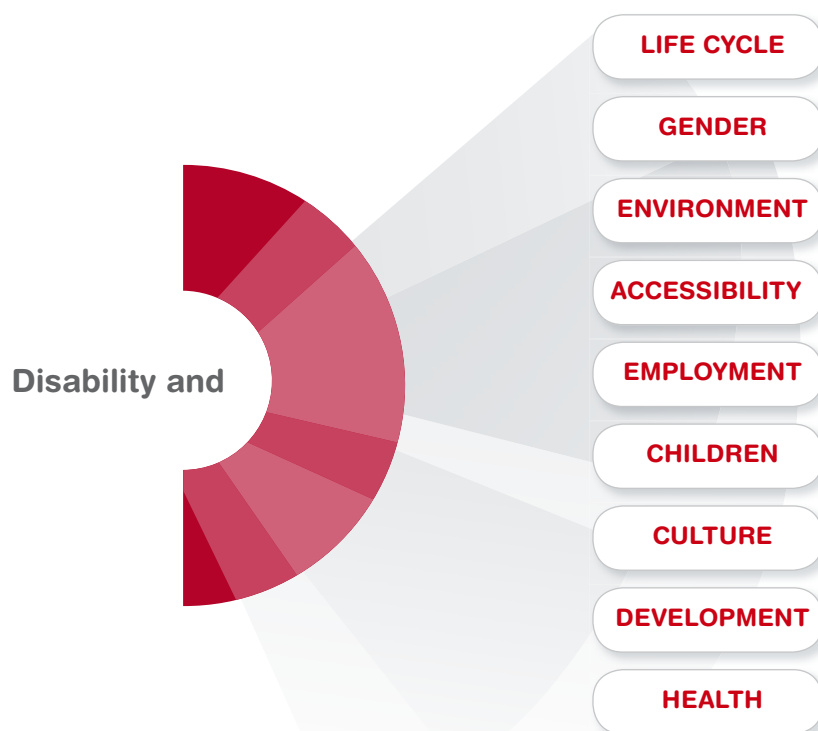 LIFE CYCLE
GENDER
ENVIRONMENT
ACCESSIBILITY
Disability and
EMPLOYMENT
CHILDREN
CULTURE
DEVELOPMENT
HEALTH